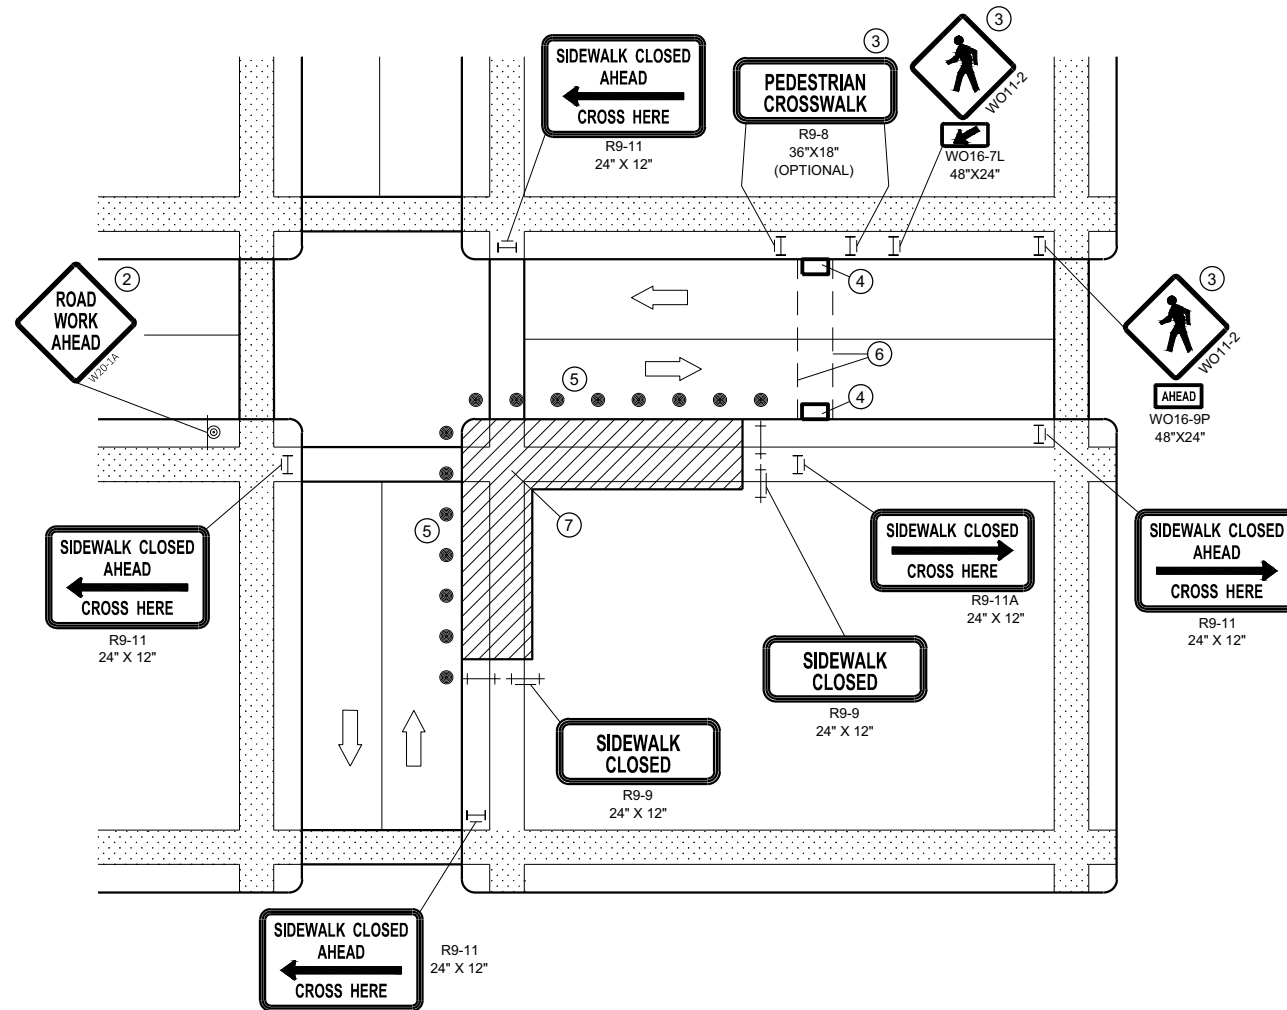 SIDEWALK CLOSED
AHEAD
CROSS HERE
R9-11
24" X 12"
3
PEDESTRIAN
CROSSWALK
R9-8
36"X18"
(OPTIONAL)
3
WO11-2
WO16-7L
48"X24"
2
ROAD
WORK
AHEAD
W20-1A
4
3
WO11-2
AHEAD
WO16-9P
48"X24"
6
5
4
5
7
SIDEWALK CLOSED
AHEAD
CROSS HERE
R9-11
24" X 12"
SIDEWALK CLOSED
CROSS HERE
R9-11A
24" X 12"
SIDEWALK CLOSED
AHEAD
CROSS HERE
R9-11
24" X 12"
SIDEWALK
CLOSED
R9-9
24" X 12"
SIDEWALK
CLOSED
R9-9
24" X 12"
SIDEWALK CLOSED
AHEAD
CROSS HERE
R9-11
24" X 12"